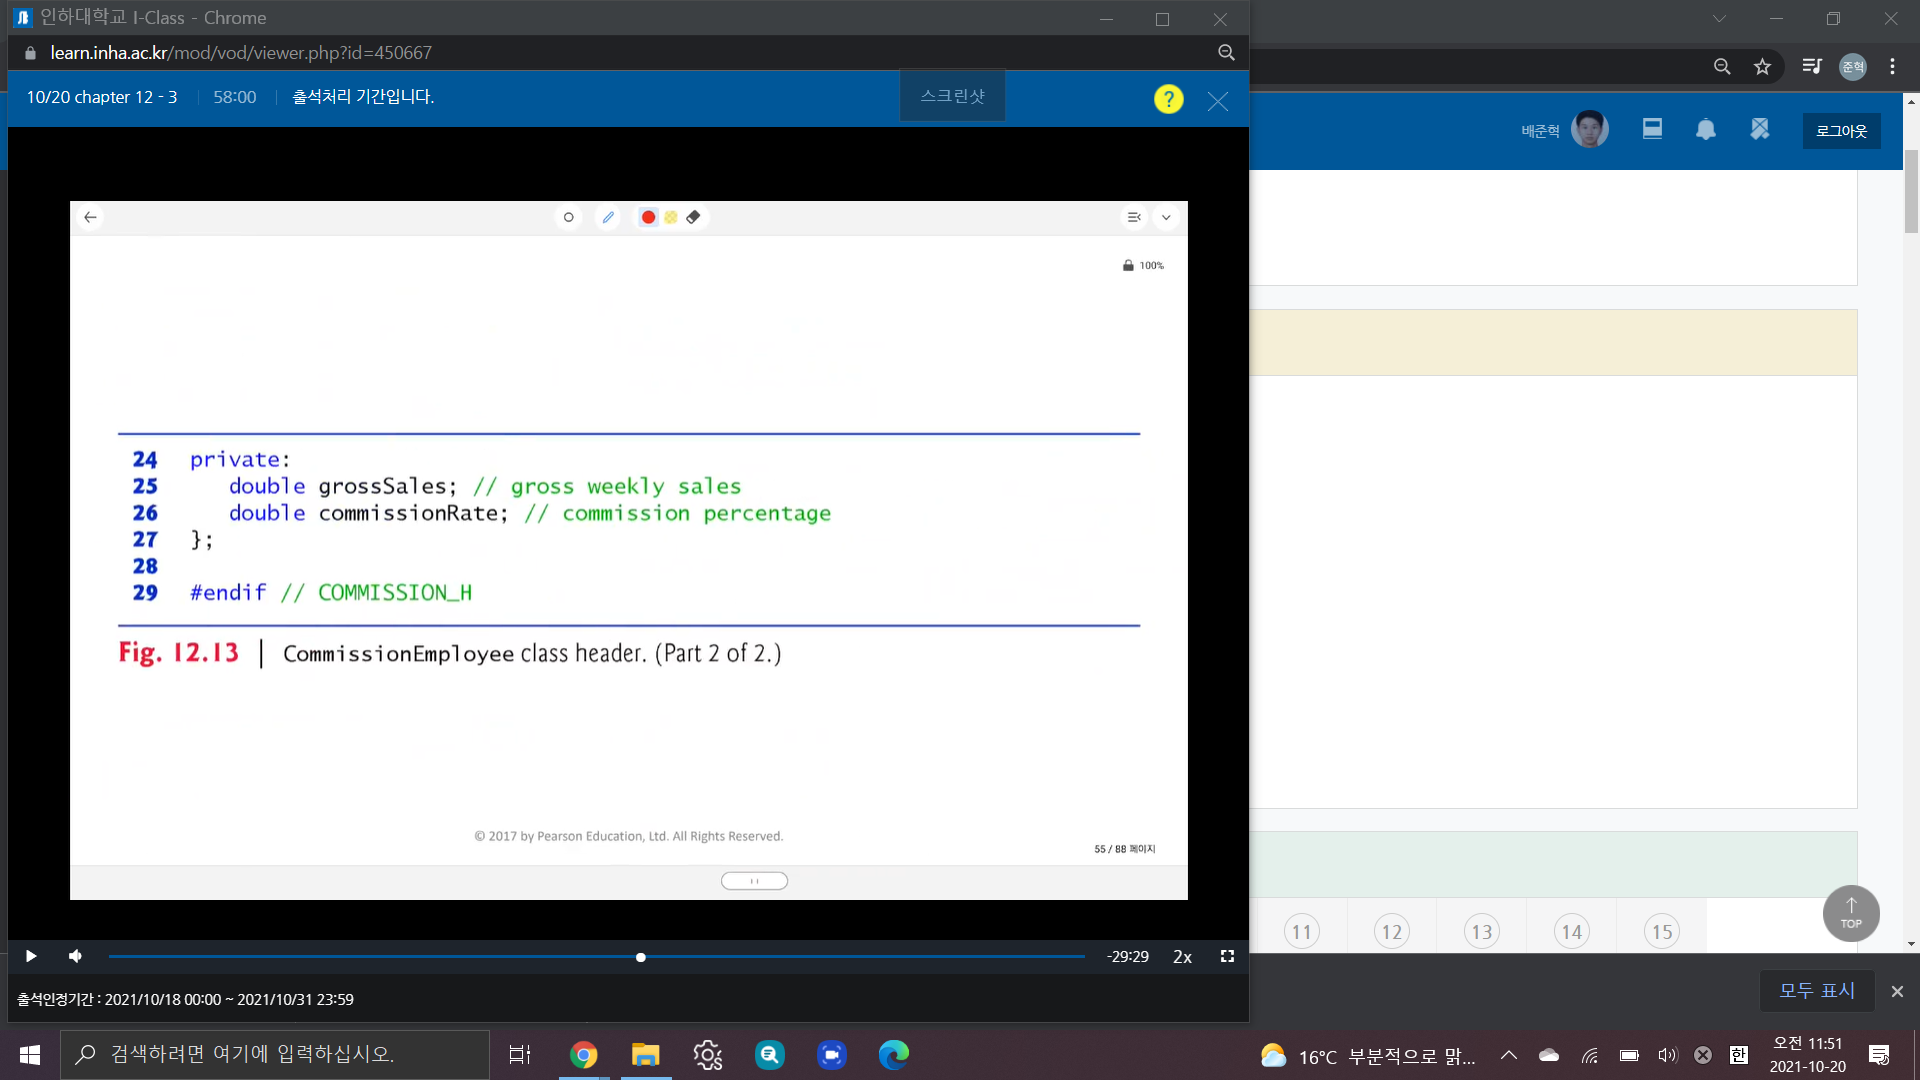 인하대학교 I-Class - Chrome
learn.inha.ac.kr/mod/vod/viewer.php?id=450667
10/20 chapter 12 - 3 58:00 출석처리 기간입니다. 스크린샷 ?
준혁
배준혁 로그아웃
100%
24 private:
25 double grossSales; // gross weekly sales
26 double commissionRate; // commission percentage
27 };
28
29 #endif // COMMISSION_H
Fig. 12.13 | CommissionEmployee class header. (Part 2 of 2.)
© 2017 by Pearson Education, Ltd. All Rights Reserved.
55 / 88 페이지
11 12 13 14 15
TOP
-29:29 2x
출석인정기간 : 2021/10/18 00:00 ~ 2021/10/31 23:59
모두 표시
검색하려면 여기에 입력하십시오.
16°C 부분적으로 맑...
한
오전 11:51
2021-10-20